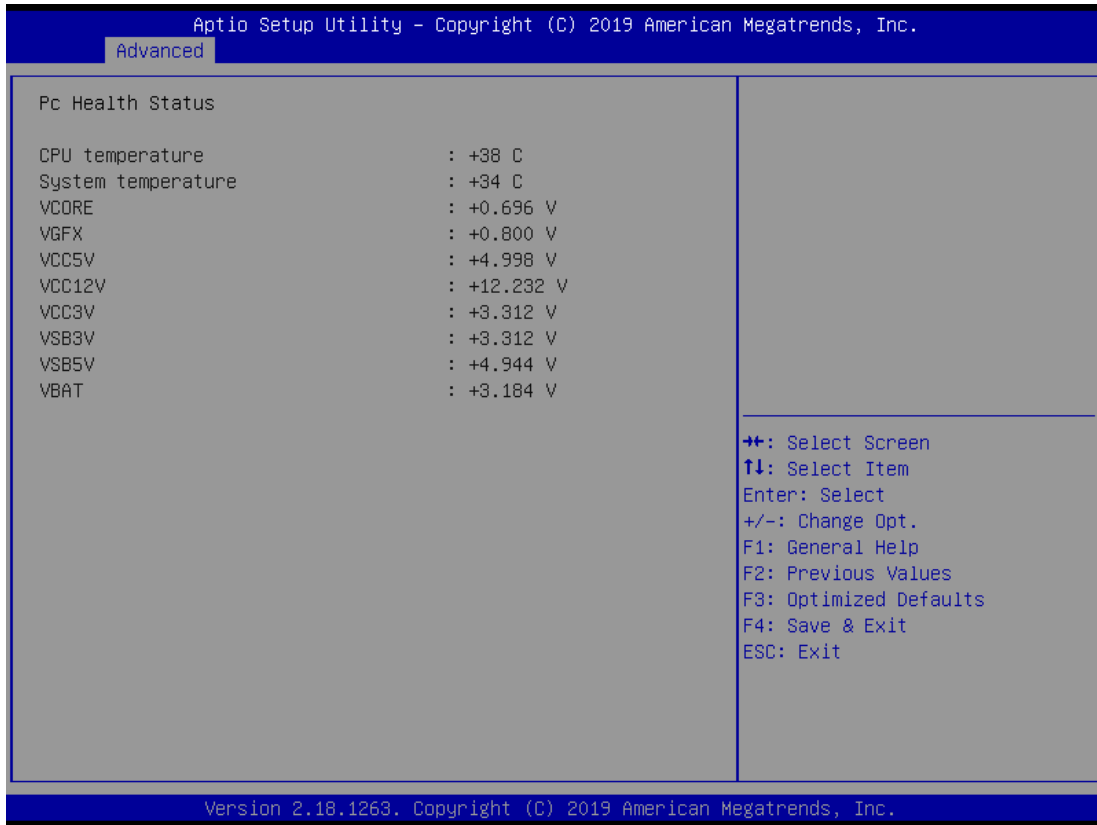 Aptio Setup Utility – Copyright (C) 2019 American Megatrends, Inc.
Advanced
Pc Health Status
CPU temperature : +38 C
System temperature : +34 C
VCORE : +0.696 V
VGFX : +0.800 V
VCC5V : +4.998 V
VCC12V : +12.232 V
VCC3V : +3.312 V
VSB3V : +3.312 V
VSB5V : +4.944 V
VBAT : +3.184 V
→←: Select Screen
↑↓: Select Item
Enter: Select
+/-: Change Opt.
F1: General Help
F2: Previous Values
F3: Optimized Defaults
F4: Save & Exit
ESC: Exit
Version 2.18.1263. Copyright (C) 2019 American Megatrends, Inc.